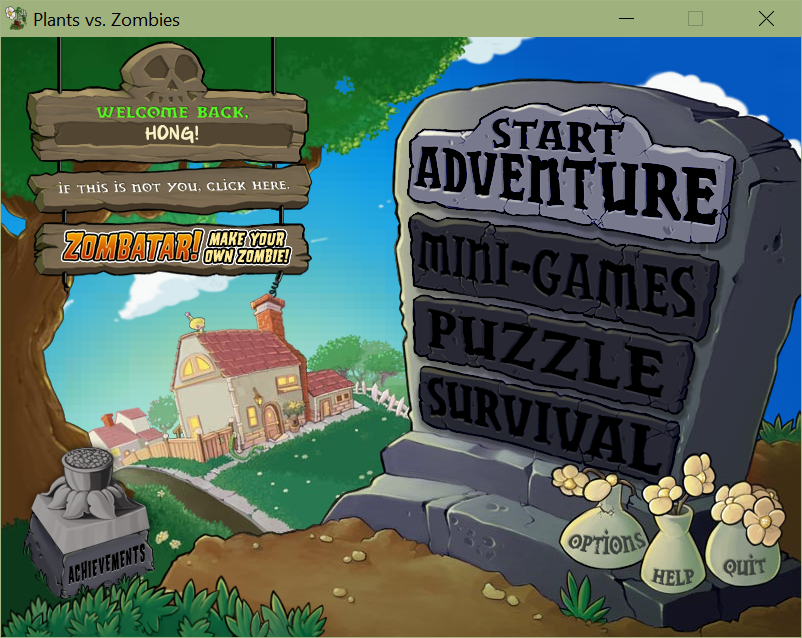 Plants vs. Zombies
WELCOME BACK,
HONG!
IF THIS IS NOT YOU, CLICK HERE.
ZOMBATAR! MAKE YOUR
OWN ZOMBIE!
START
ADVENTURE
MINI-GAMES
PUZZLE
SURVIVAL
ACHIEVEMENTS
OPTIONS
HELP
QUIT